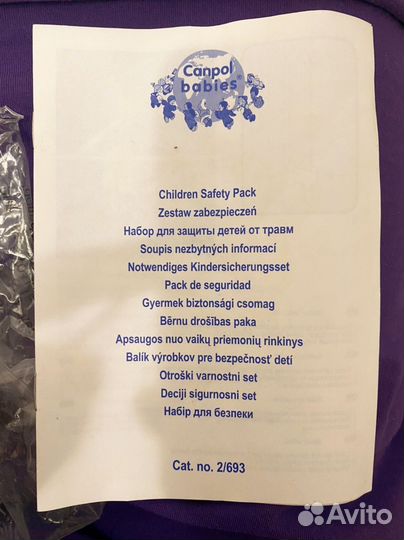 Canpol
babies
Children Safety Pack
Zestaw zabezpieczeń
Набор для защиты детей от травм
Soupis nezbytných informací
Notwendiges Kindersicherungsset
Pack de seguridad
Gyermek biztonsági csomag
Bērnu drošības paka
Apsaugos nuo vaikų priemonių rinkinys
Balík výrobkov pre bezpečnosť detí
Otroški varnostni set
Deciji sigurnosni set
Набір для безпеки
Cat. no. 2/693
Avito